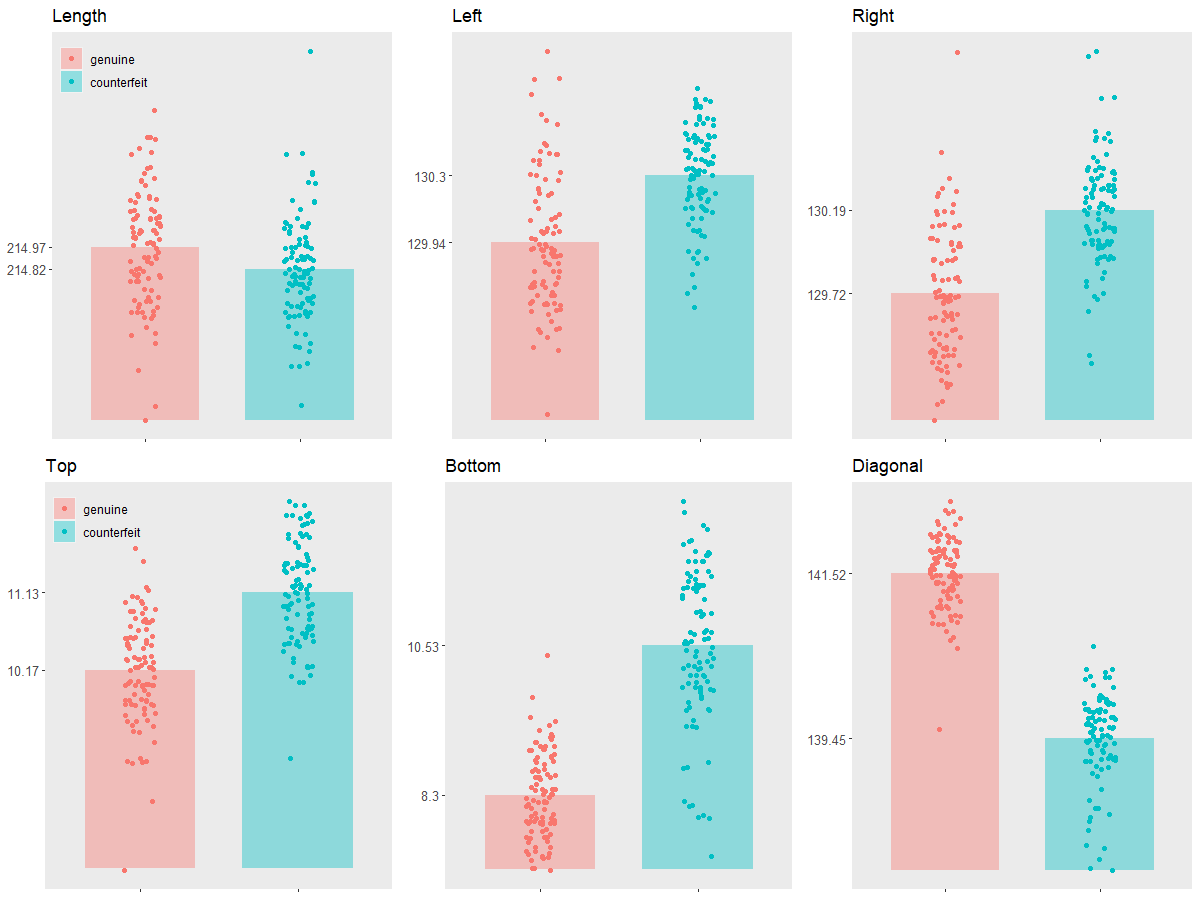 Length
genuine
counterfeit
214.97
214.82
Left
130.3
129.94
Right
130.19
129.72
Top
genuine
counterfeit
11.13
10.17
Bottom
10.53
8.3
Diagonal
141.52
139.45